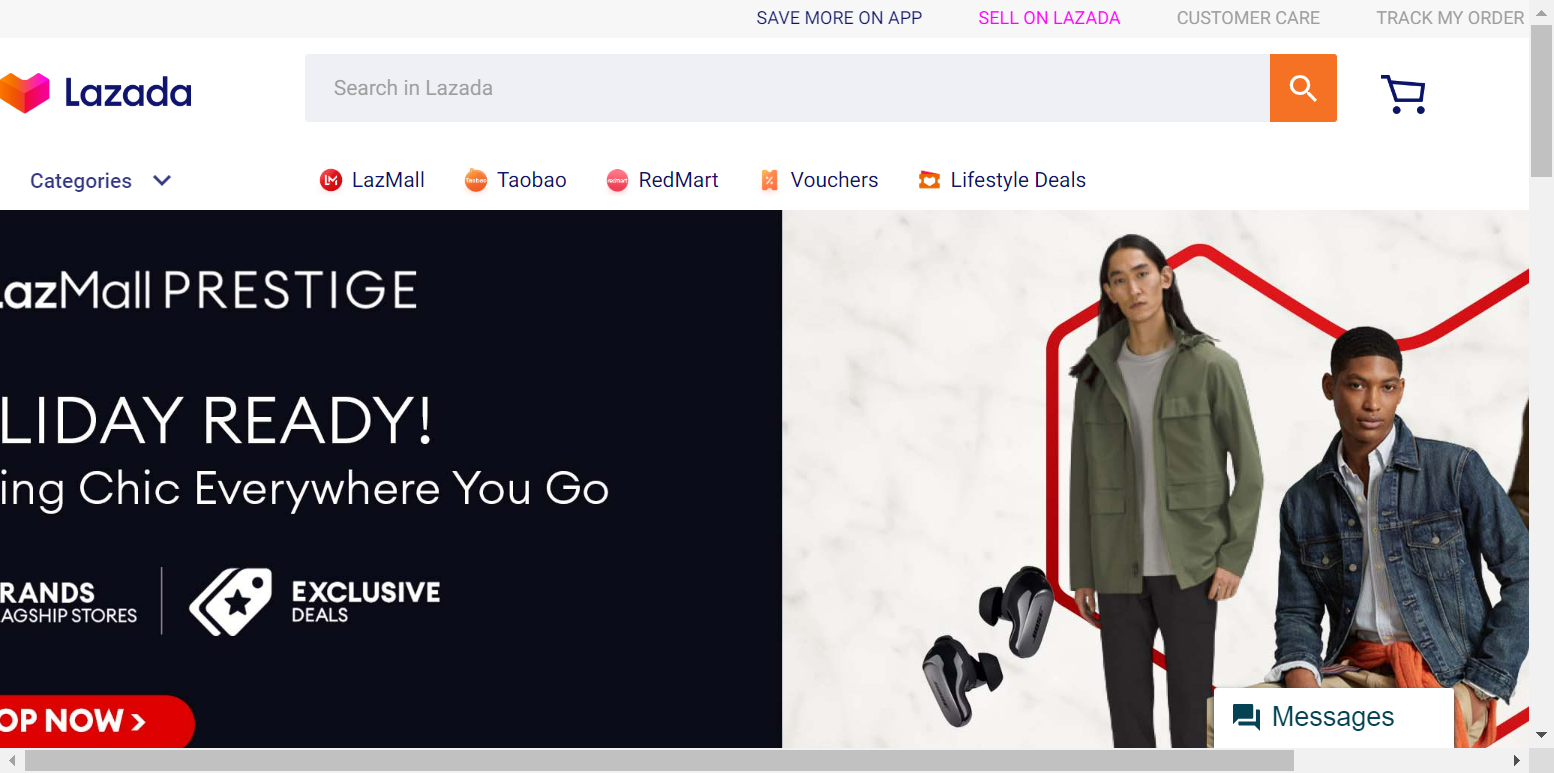 SAVE MORE ON APP
SELL ON LAZADA
CUSTOMER CARE
TRACK MY ORDER
Lazada
Search in Lazada
Categories
LazMall
Taobao
RedMart
Vouchers
Lifestyle Deals
azMall PRESTIGE
LIDAY READY!
ing Chic Everywhere You Go
RANDS
AGSHIP STORES
EXCLUSIVE
DEALS
OP NOW >
Messages